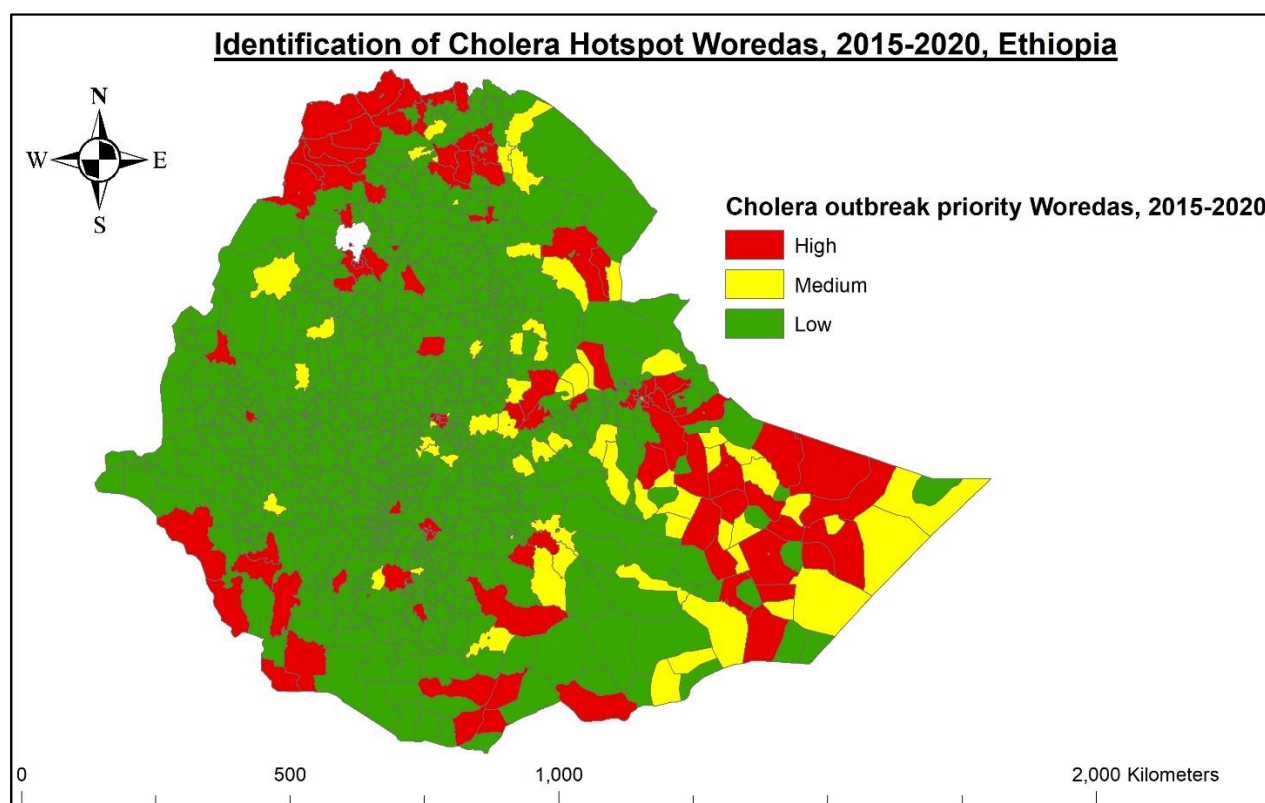 Identification of Cholera Hotspot Woredas, 2015-2020, Ethiopia
N
W E
S
Cholera outbreak priority Woredas, 2015-2020
High
Medium
Low
0 500 1,000 2,000 Kilometers